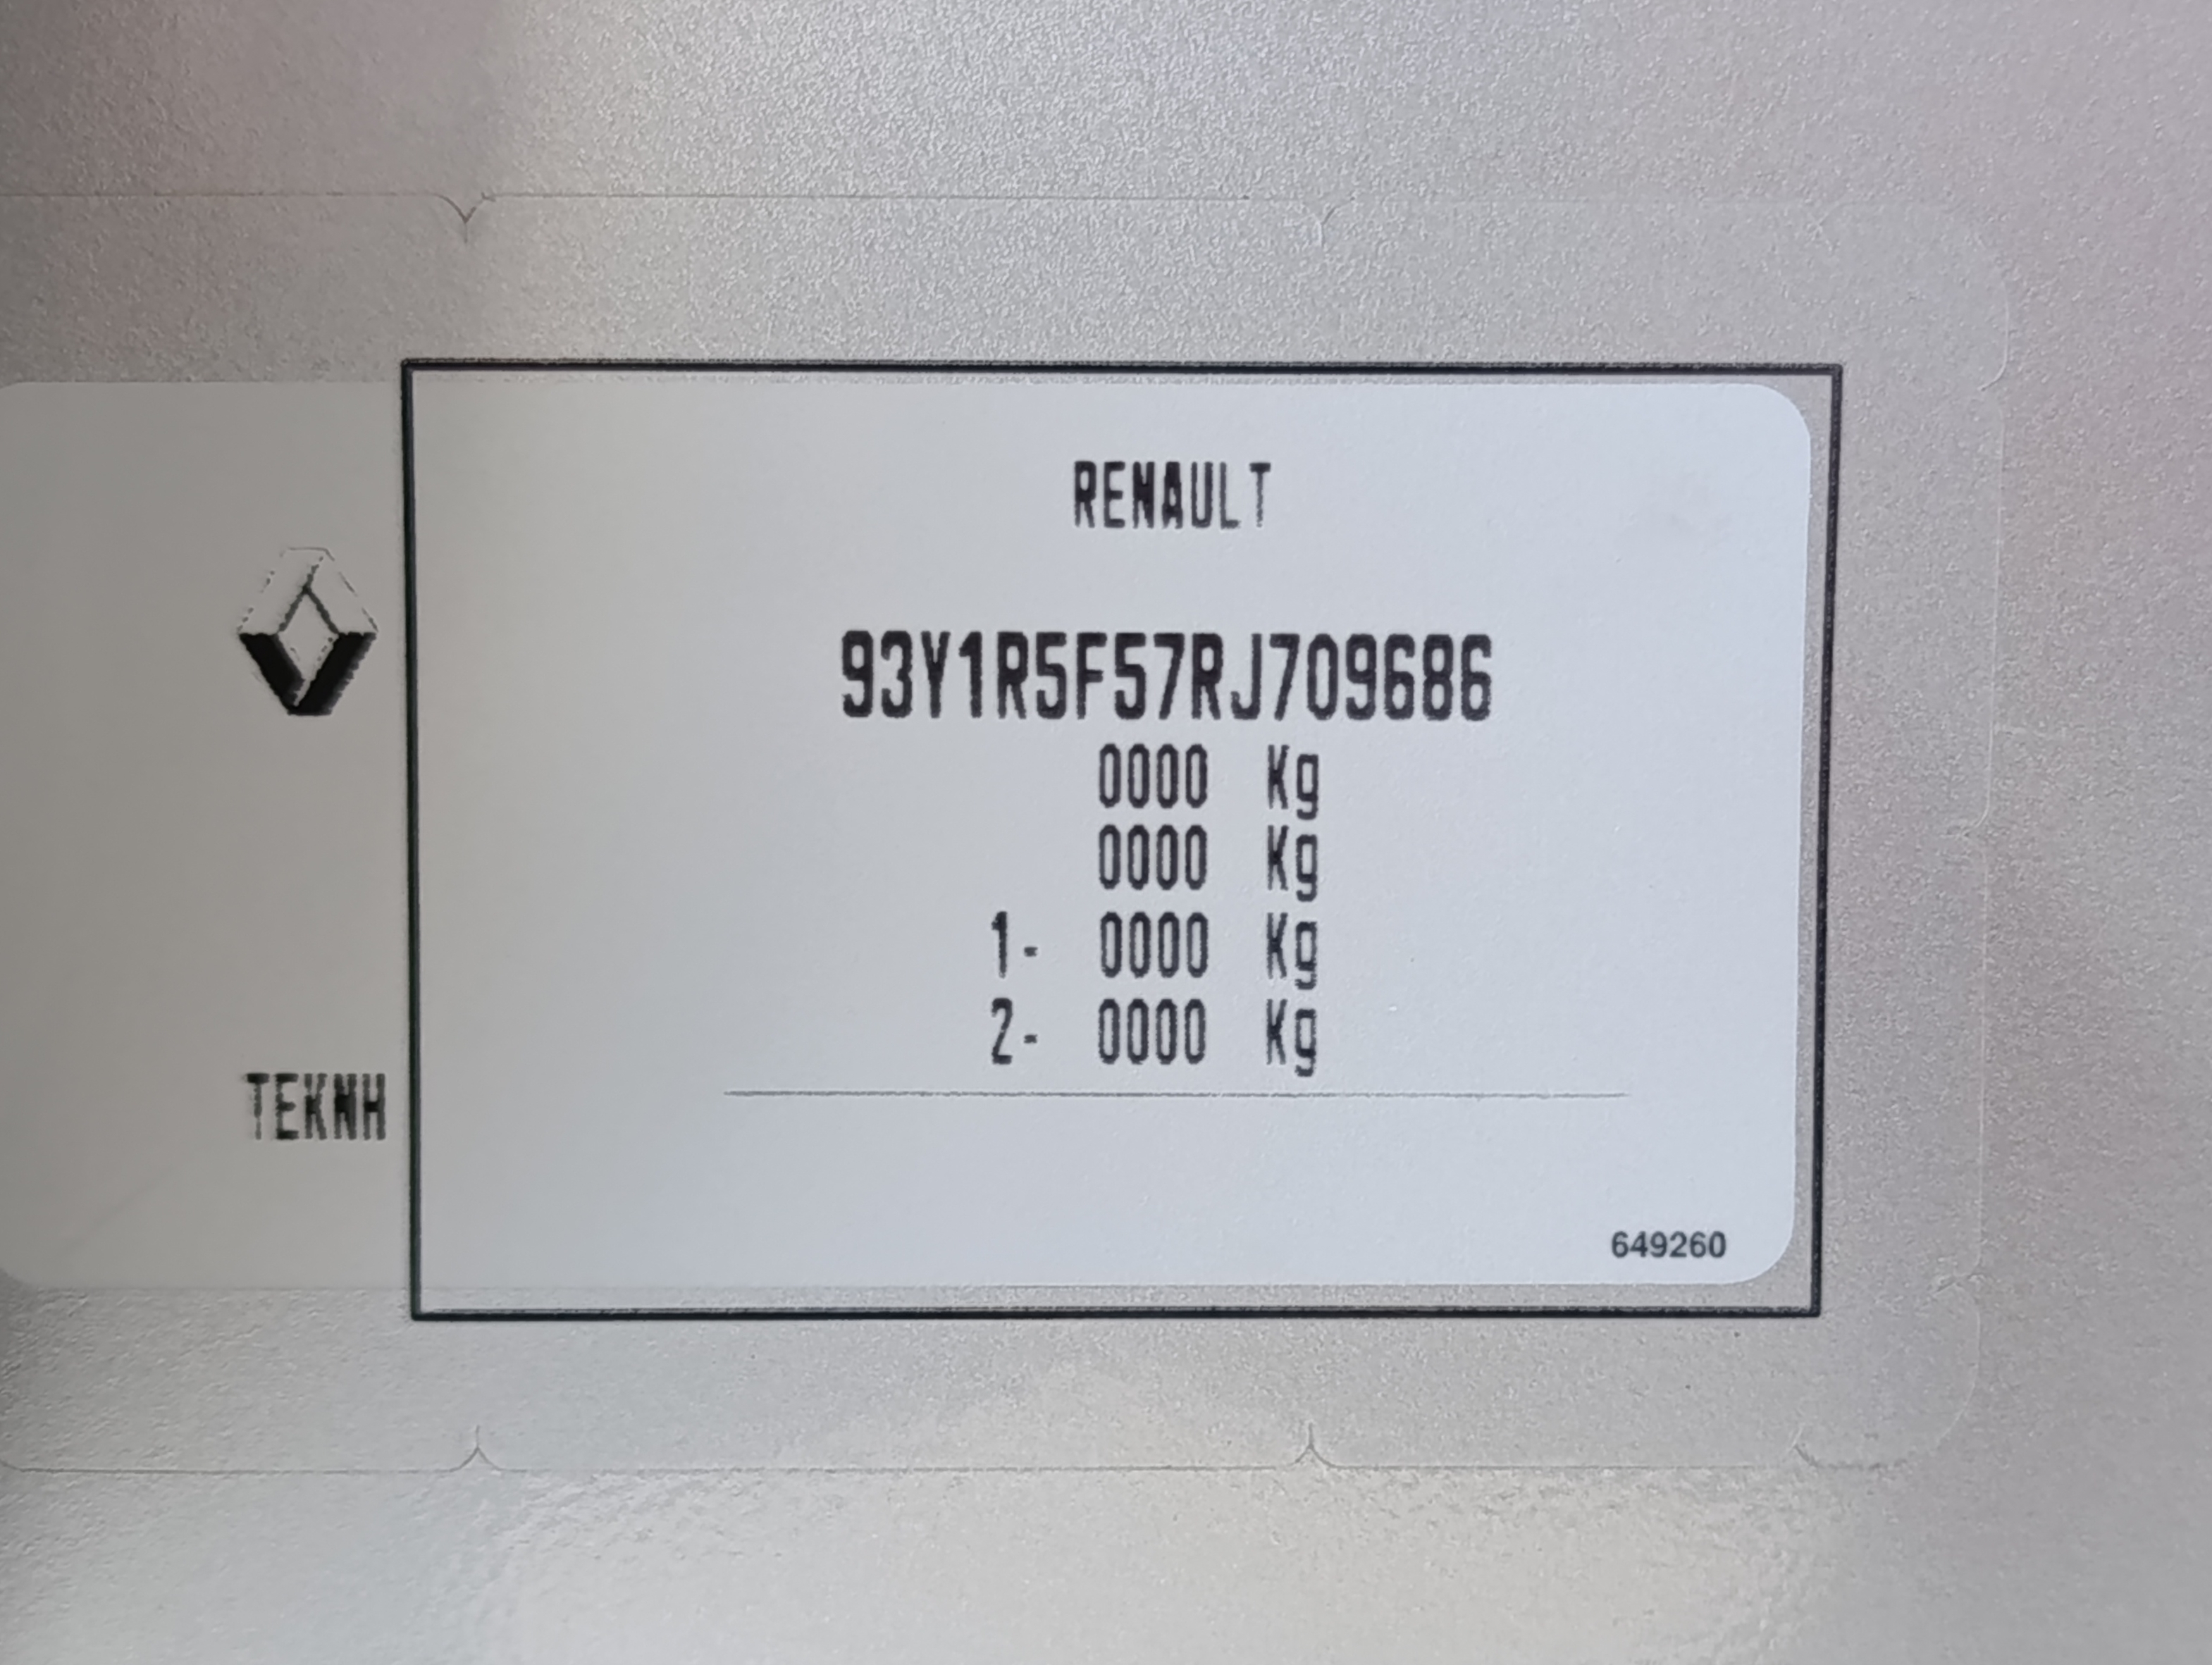 RENAULT
93Y1R5F57RJ709686
0000 Kg
0000 Kg
1- 0000 Kg
2- 0000 Kg
TEKNH
649260